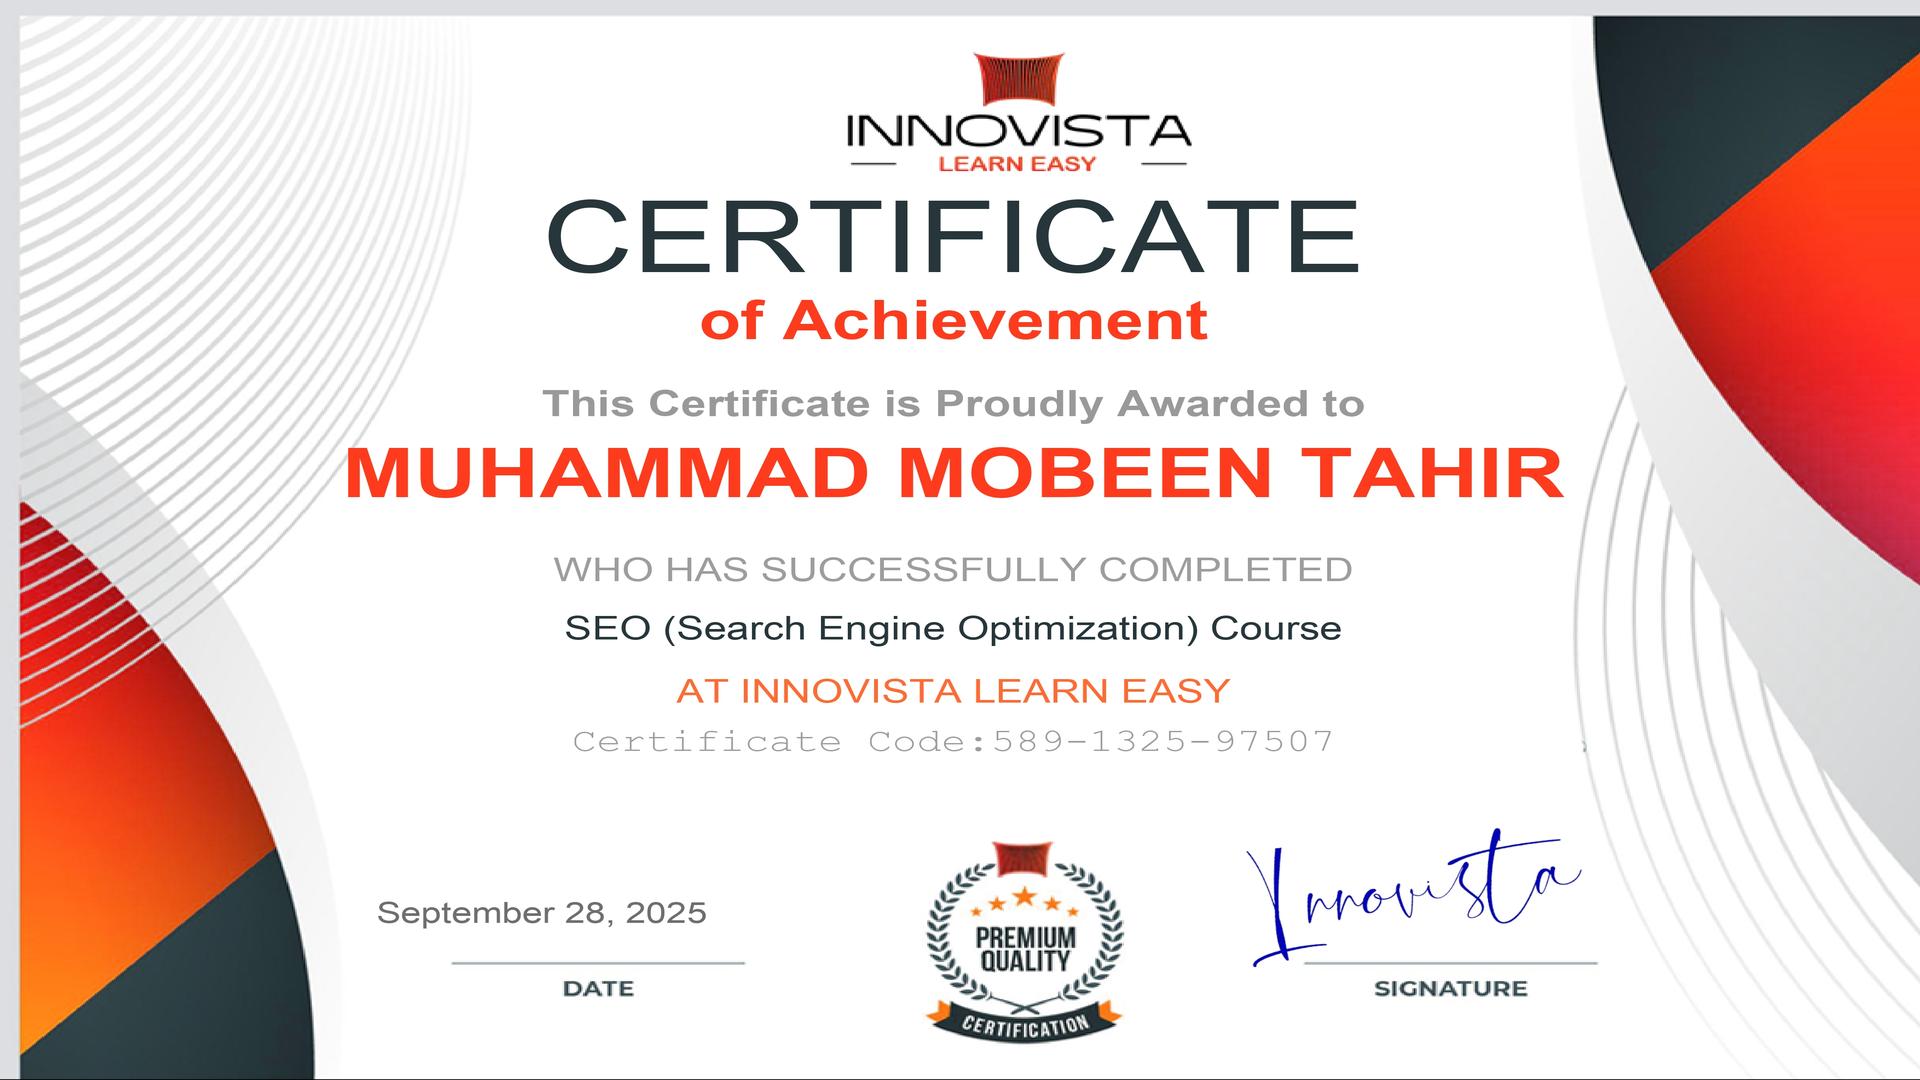 INNOVISTA
LEARN EASY
CERTIFICATE
of Achievement
This Certificate is Proudly Awarded to
MUHAMMAD MOBEEN TAHIR
WHO HAS SUCCESSFULLY COMPLETED
SEO (Search Engine Optimization) Course
AT INNOVISTA LEARN EASY
Certificate Code:589-1325-97507
September 28, 2025
DATE
PREMIUM
QUALITY
CERTIFICATION
Innovista
SIGNATURE